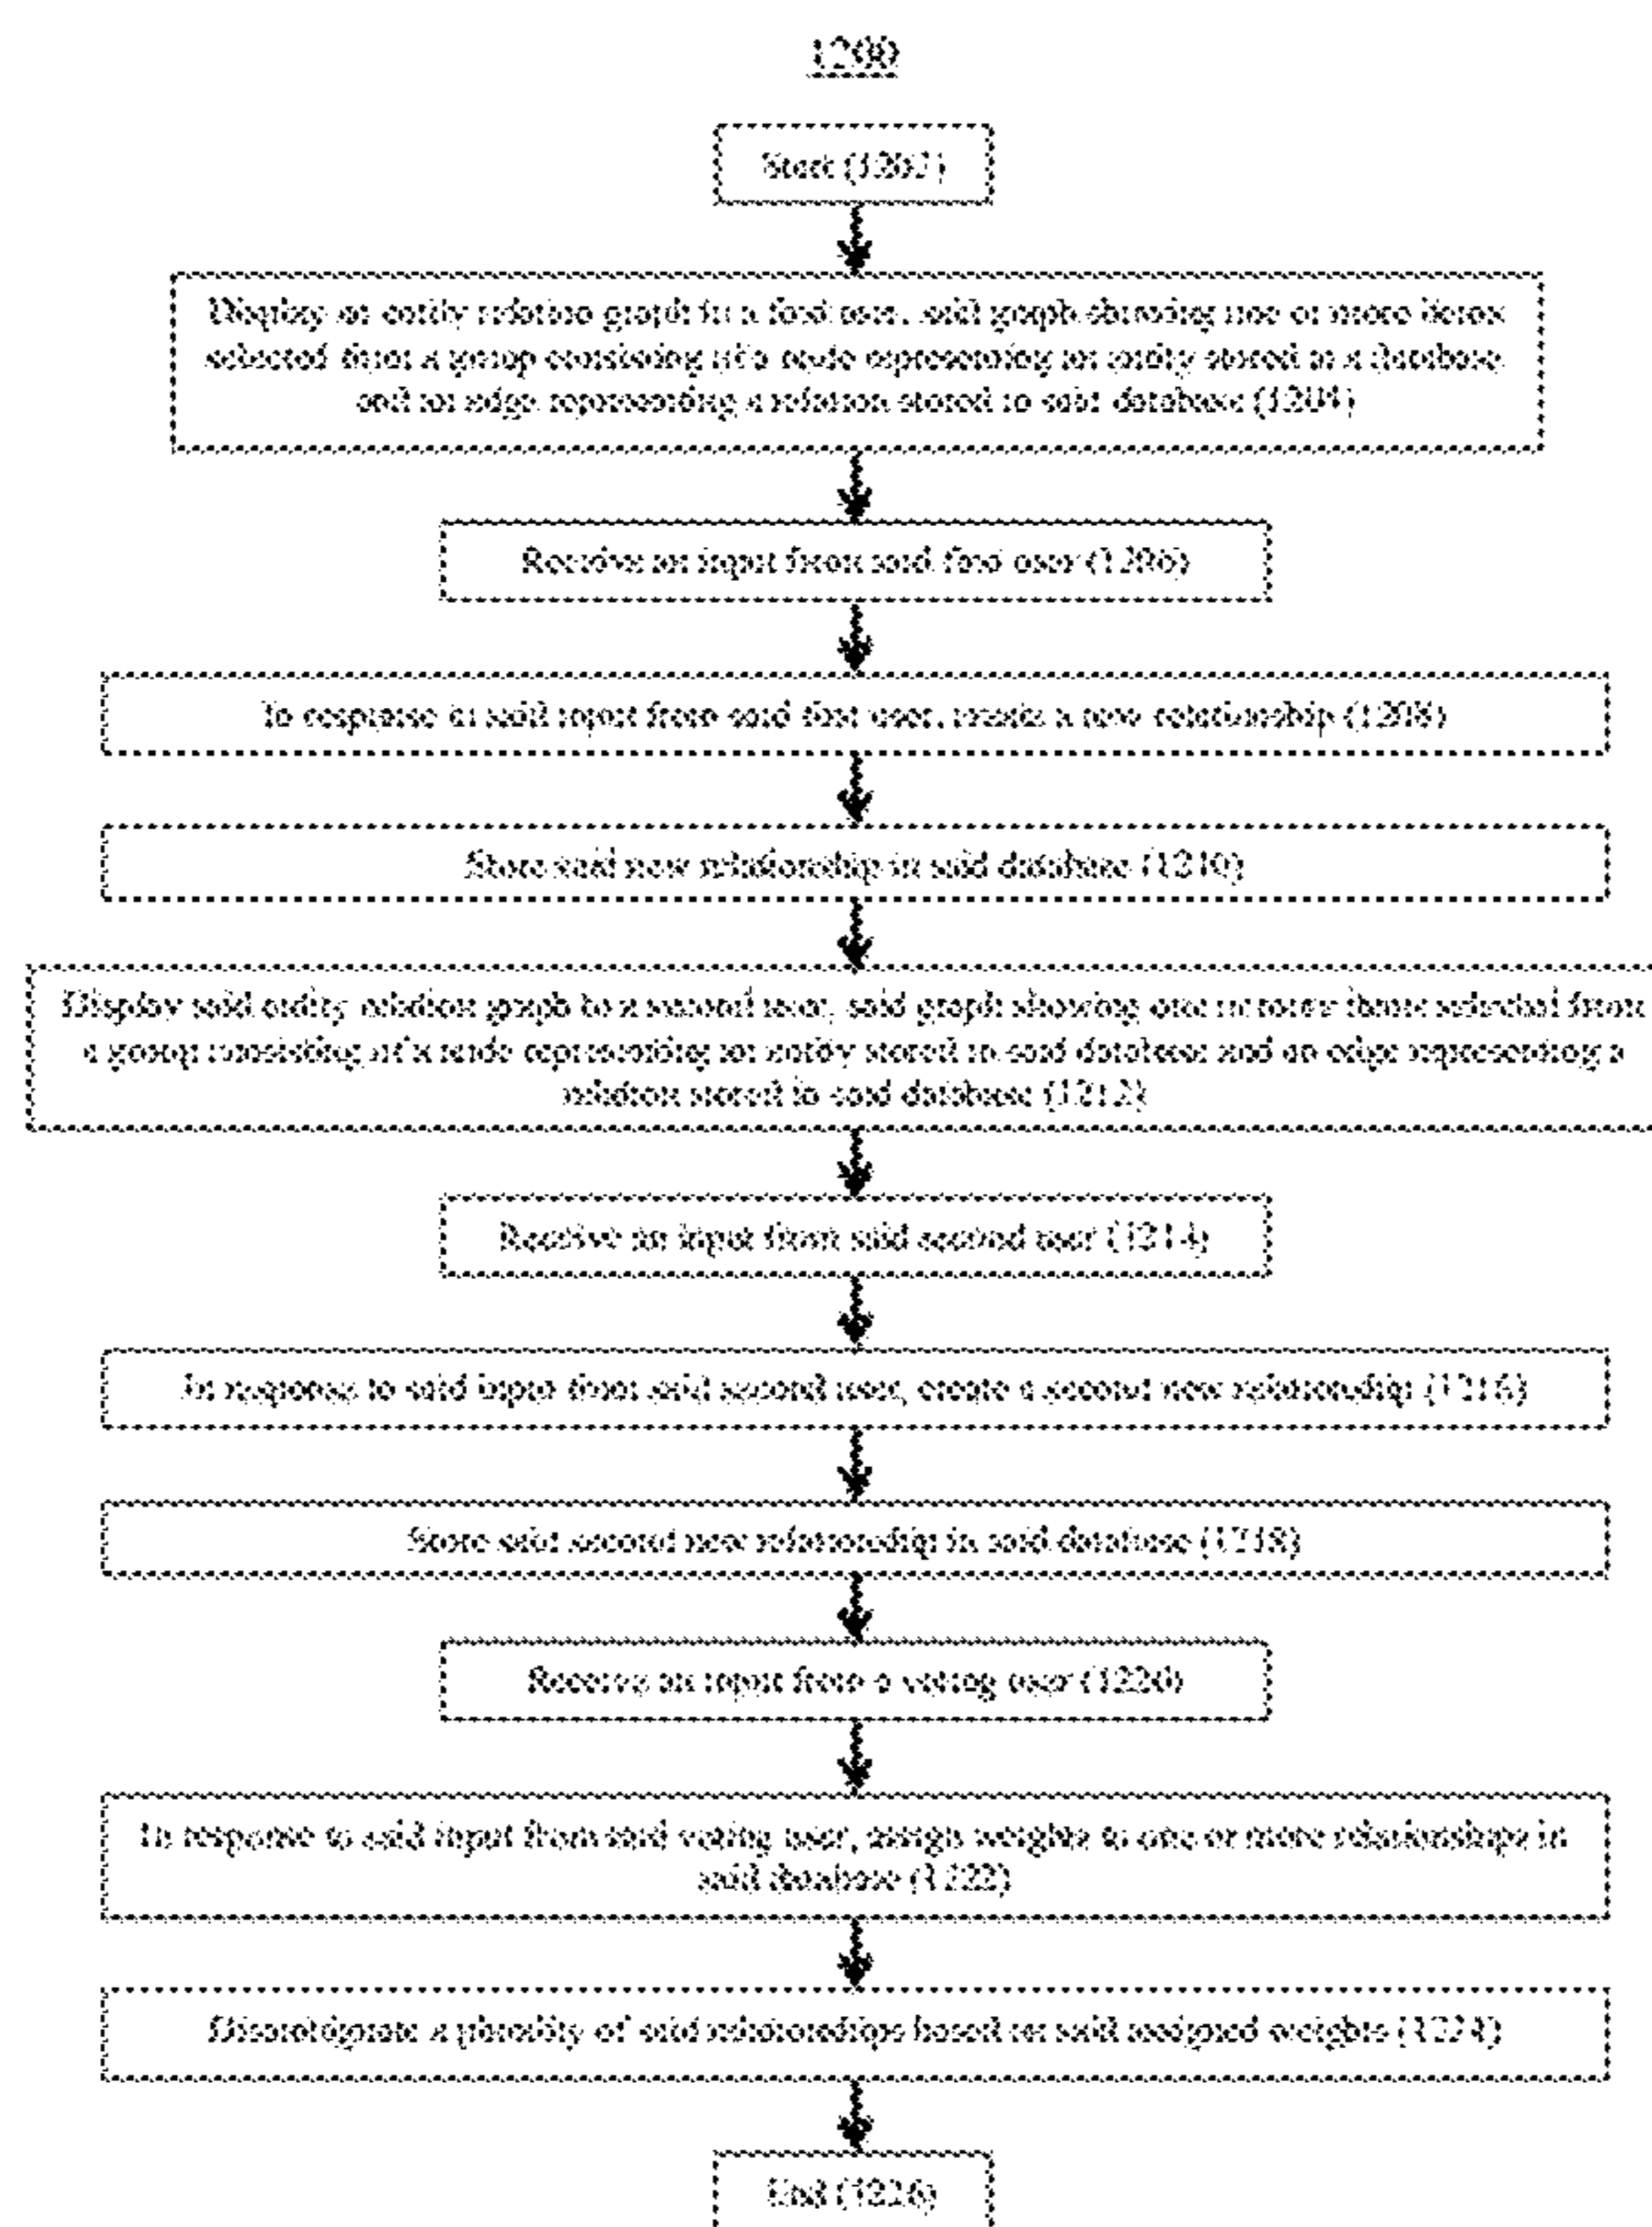 1200
Start (1202)
Display an entity relation graph to a first user, said graph showing one or more items
selected from a group consisting of a node representing an entity stored in a database
and an edge representing a relation stored in said database (1204)
Receive an input from said first user (1206)
In response to said input from said first user, create a new relationship (1208)
Store said new relationship in said database (1210)
Display said entity relation graph to a second user, said graph showing one or more items selected from
a group consisting of a node representing an entity stored in said database and an edge representing a
relation stored in said database (1212)
Receive an input from said second user (1214)
In response to said input from said second user, create a second new relationship (1216)
Store said second new relationship in said database (1218)
Receive an input from a voting user (1220)
In response to said input from said voting user, assign weights to one or more relationships in
said database (1222)
a plurality of said relationships based on said assigned weights (1224)
End (1226)